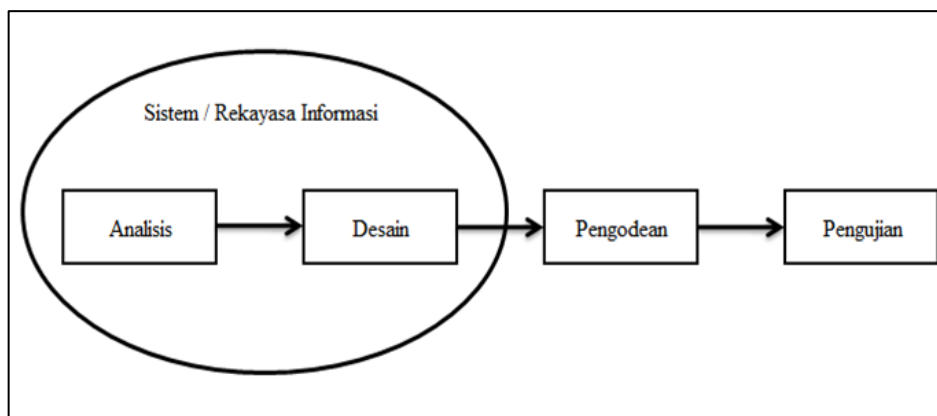 Sistem / Rekayasa Informasi
Analisis
Desain
Pengodean
Pengujian